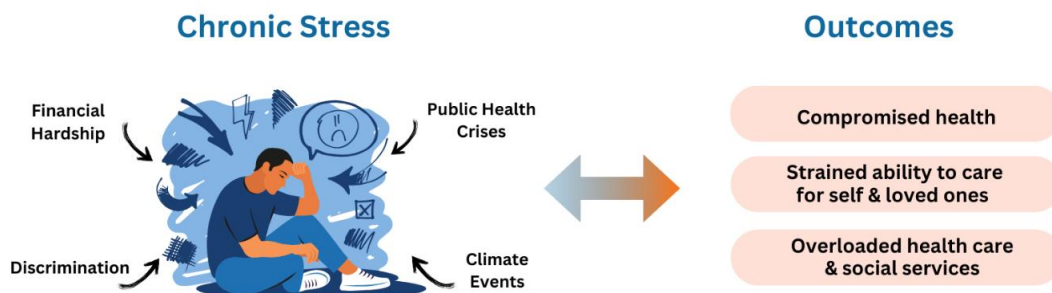 Chronic Stress
Outcomes
Financial
Hardship
Public Health
Crises
Discrimination
Climate
Events
Compromised health
Strained ability to care
for self & loved ones
Overloaded health care
& social services